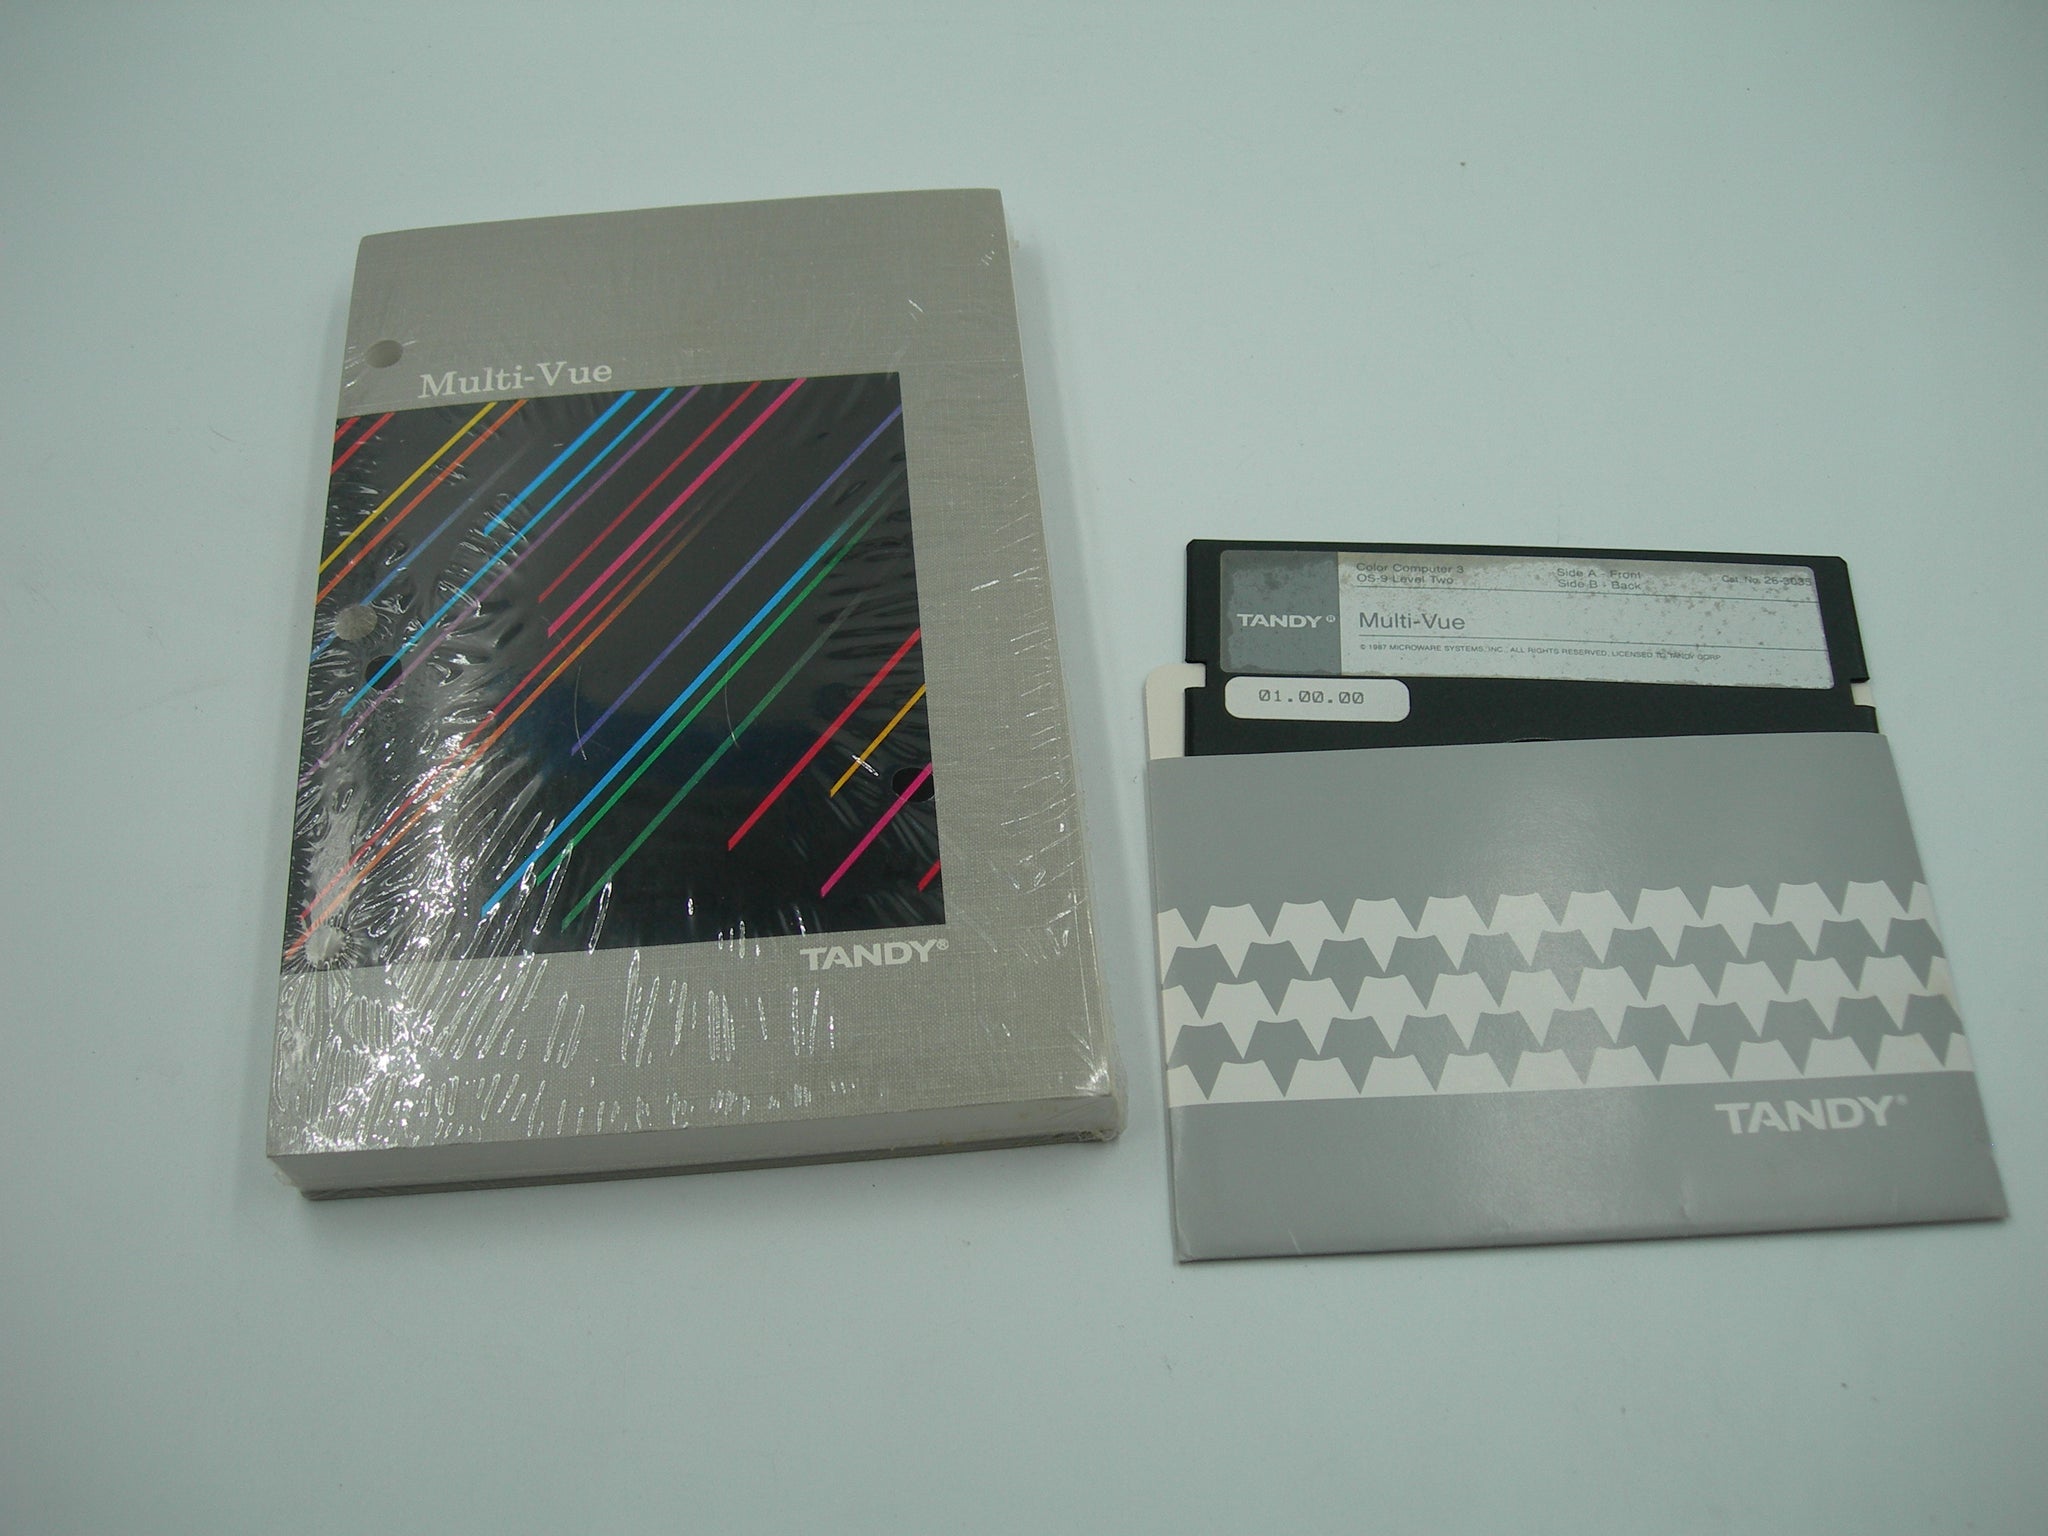 Multi-Vue
TANDY®
Color Computer 3
OS-9 Level Two
Side A - Front
Side B - Back
Cat. No. 26-3035
TANDY®
Multi-Vue
© 1987 MICROWARE SYSTEMS, INC., ALL RIGHTS RESERVED, LICENSED TO TANDY CORP
01.00.00
TANDY®